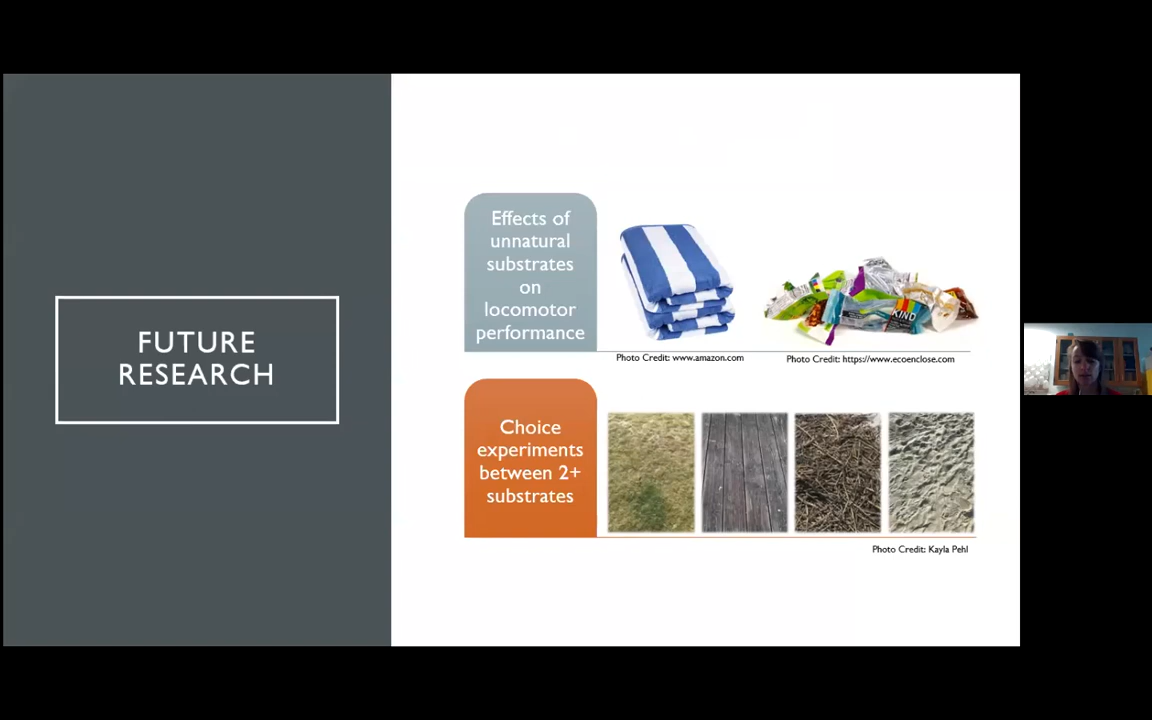 FUTURE
RESEARCH
Effects of
unnatural
substrates
on
locomotor
performance
KIND
Photo Credit: www.amazon.com
Photo Credit: https://www.ecoenclose.com
Choice
experiments
between 2+
substrates
Photo Credit: Kayla Pehl